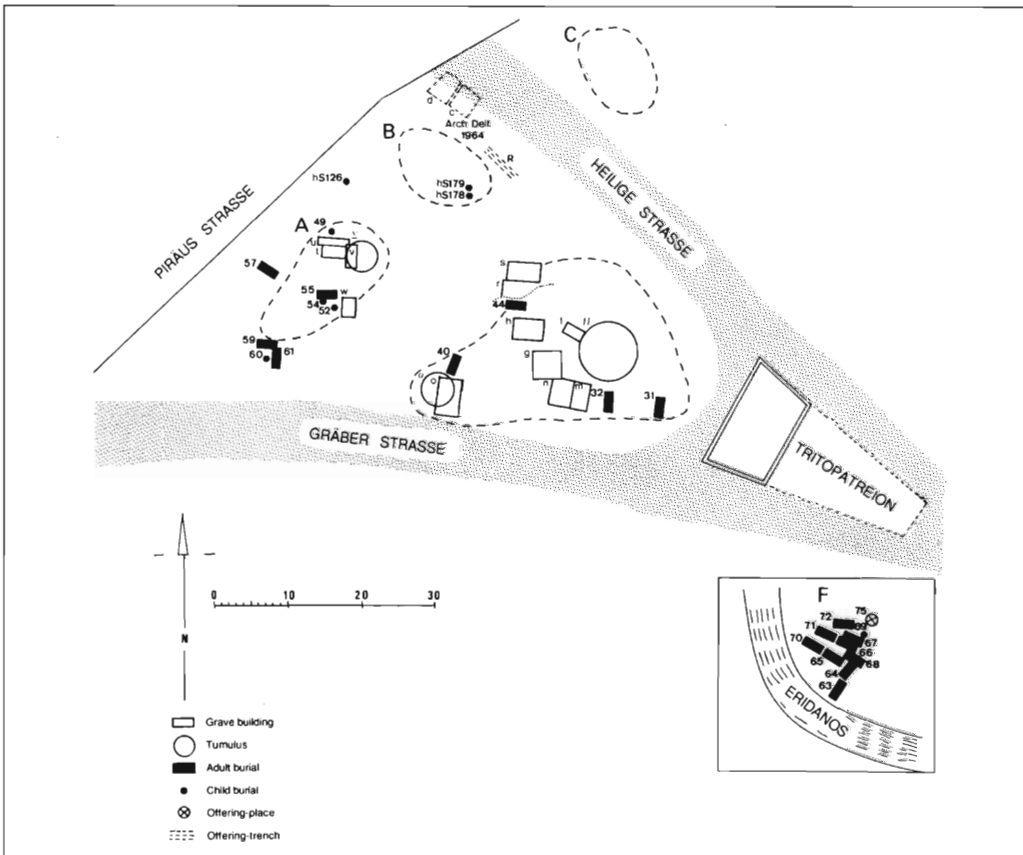 C
d
c
Arch. Delt.
1964
B
R
HEILIGE STRASSE
hS126
hS179
hS178
PIRÄUS STRASSE
A
49
u
t
v
57
55
w
54
52
59
60
61
s
r
44
h
g
n
m
32
31
40
o
GRÄBER STRASSE
TRITOPATREION
0 10 20 30
N
F
75
72
69
71
67
70
66
65
68
64
63
ERIDANOS
Grave building
Tumulus
Adult burial
Child burial
Offering-place
Offering-trench